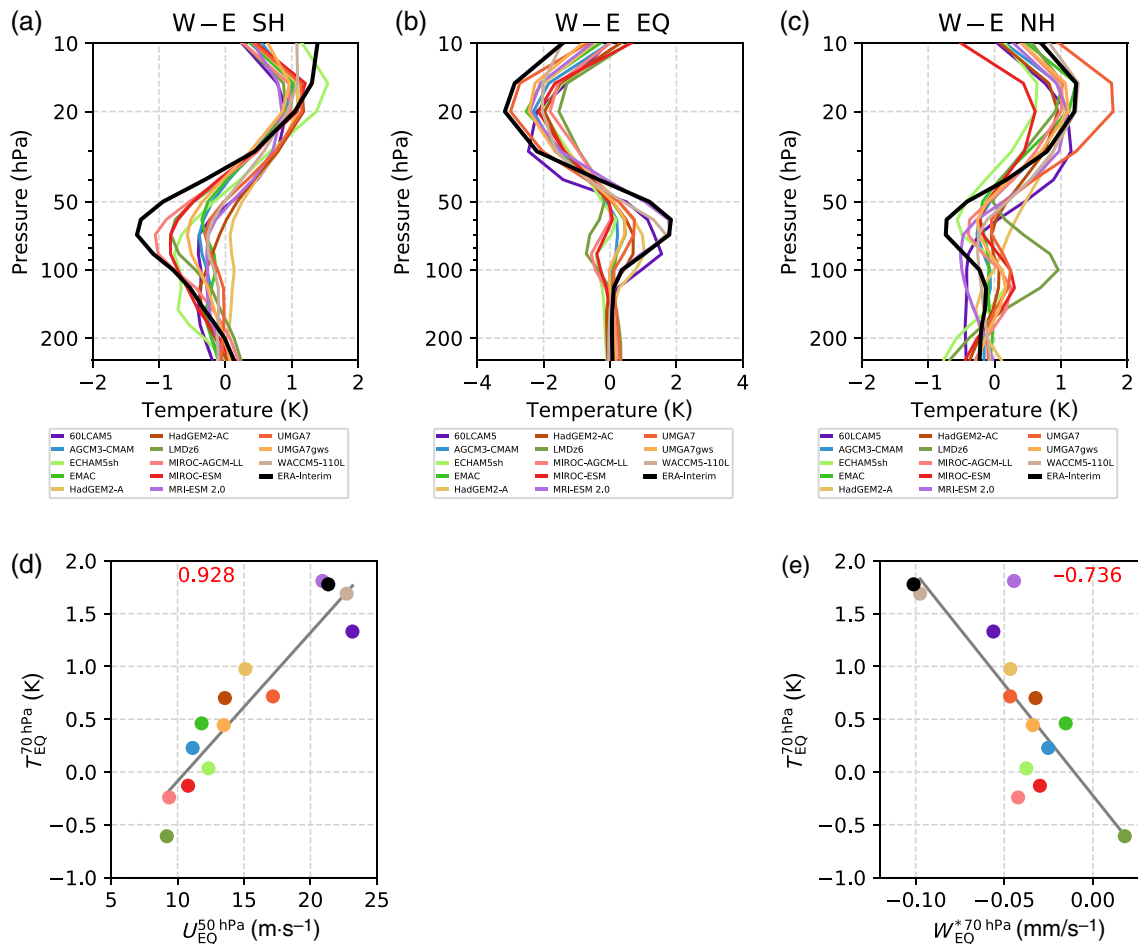 (a) W−E SH
10
20
50
100
200
Pressure (hPa)
−2 −1 0 1 2
Temperature (K)
60LCAM5 HadGEM2-AC UMGA7
AGCM3-CMAM LMDz6 UMGA7gws
ECHAM5sh MIROC-AGCM-LL WACCM5-110L
EMAC MIROC-ESM ERA-Interim
HadGEM2-A MRI-ESM 2.0
(b) W−E EQ
10
20
50
100
200
Pressure (hPa)
−4 −2 0 2 4
Temperature (K)
60LCAM5 HadGEM2-AC UMGA7
AGCM3-CMAM LMDz6 UMGA7gws
ECHAM5sh MIROC-AGCM-LL WACCM5-110L
EMAC MIROC-ESM ERA-Interim
HadGEM2-A MRI-ESM 2.0
(c) W−E NH
10
20
50
100
200
Pressure (hPa)
−2 −1 0 1 2
Temperature (K)
60LCAM5 HadGEM2-AC UMGA7
AGCM3-CMAM LMDz6 UMGA7gws
ECHAM5sh MIROC-AGCM-LL WACCM5-110L
EMAC MIROC-ESM ERA-Interim
HadGEM2-A MRI-ESM 2.0
(d)
0.928
2.0
1.5
1.0
0.5
0.0
−0.5
−1.0
T_EQ^70 hPa (K)
5 10 15 20 25
U_EQ^50 hPa (m·s⁻¹)
(e)
−0.736
2.0
1.5
1.0
0.5
0.0
−0.5
−1.0
T_EQ^70 hPa (K)
−0.10 −0.05 0.00
W_EQ^* 70 hPa (mm/s⁻¹)